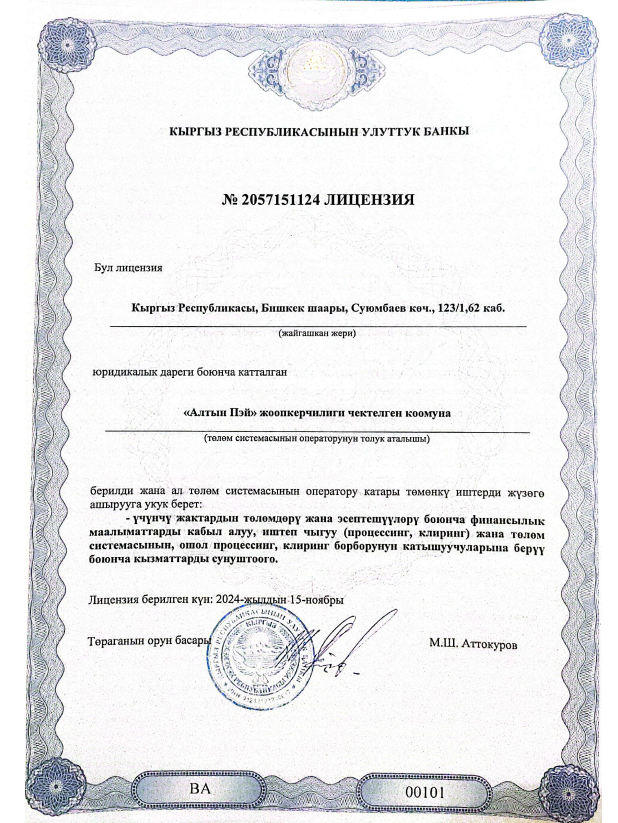 КЫРГЫЗ РЕСПУБЛИКАСЫНЫН УЛУТТУК БАНКЫ
№ 2057151124 ЛИЦЕНЗИЯ
Бул лицензия
Кыргыз Республикасы, Бишкек шаары, Суюмбаев көч., 123/1,62 каб.
(жайгашкан жери)
юридикалык дареги боюнча катталган
«Алтын Пэй» жоопкерчилиги чектелген коомуна
(төлөм системасынын операторунун толук аталышы)
берилди жана ал төлөм системасынын оператору катары төмөнкү иштерди жүзөгө
ашырууга укук берет:
- үчүнчү жактардын төлөмдөрү жана эсептешүүлөрү боюнча финансылык
маалыматтарды кабыл алуу, иштеп чыгуу (процессинг, клиринг) жана төлөм
системасынын, ошол процессинг, клиринг борборунун катышуучуларына берүү
боюнча кызматтарды сунуштоого.
Лицензия берилген күн: 2024-жылдын 15-ноябры
Төраганын орун басары
М.Ш. Аттокуров
ВА
00101